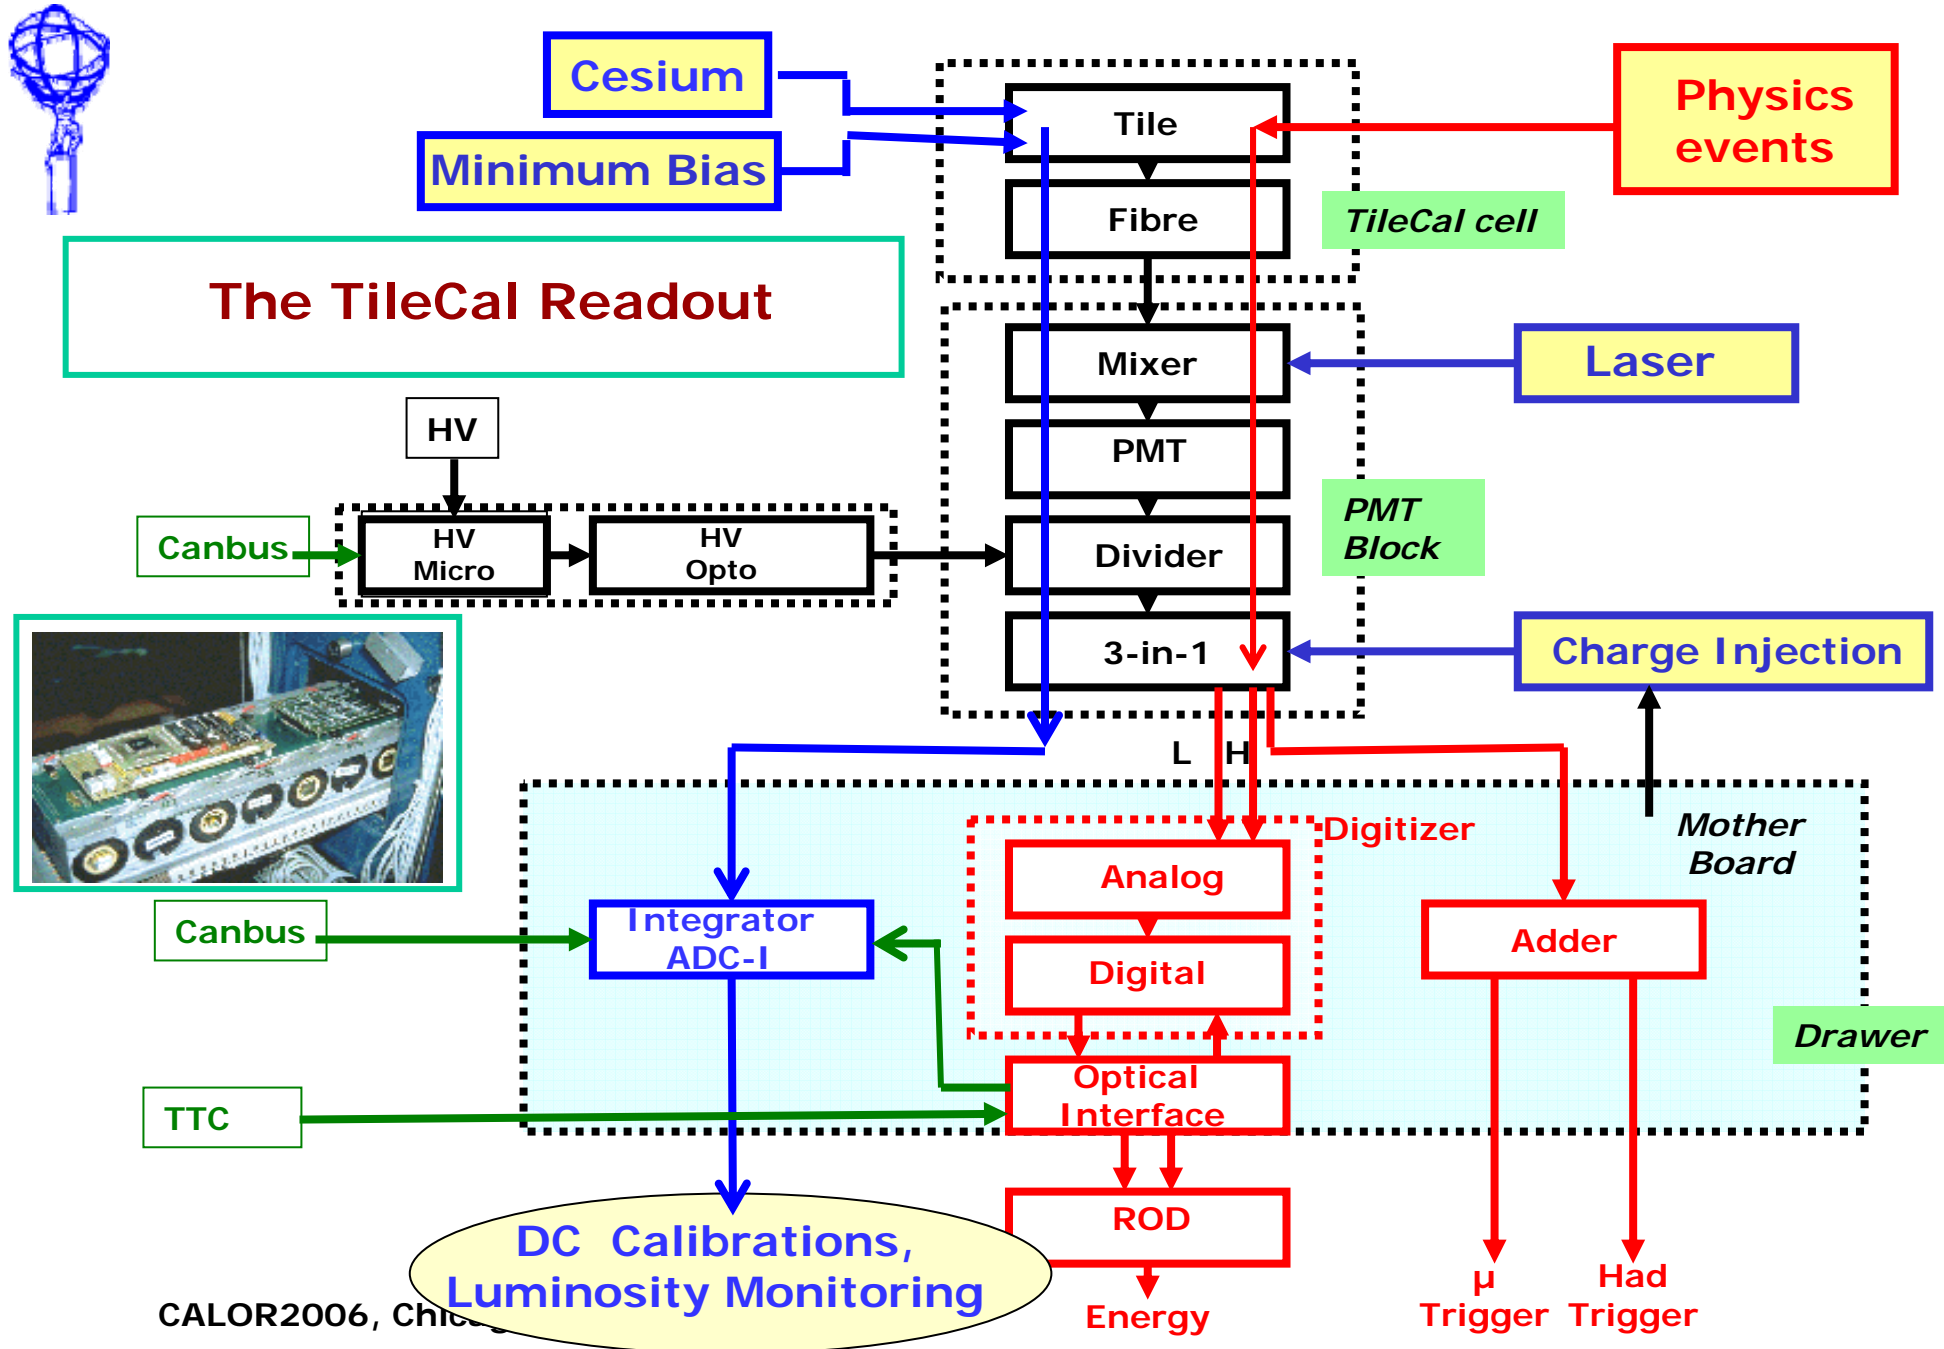 Cesium
Minimum Bias
Tile
Fibre
Physics
events
TileCal cell
The TileCal Readout
Mixer
PMT
Divider
3-in-1
Laser
HV
Canbus
HV
Micro
HV
Opto
PMT
Block
Charge Injection
L H
Digitizer
Mother
Board
Analog
Digital
Integrator
ADC-I
Canbus
Adder
Drawer
Optical
Interface
TTC
ROD
DC Calibrations,
Luminosity Monitoring
Energy
µ
Trigger
Had
Trigger
CALOR2006,